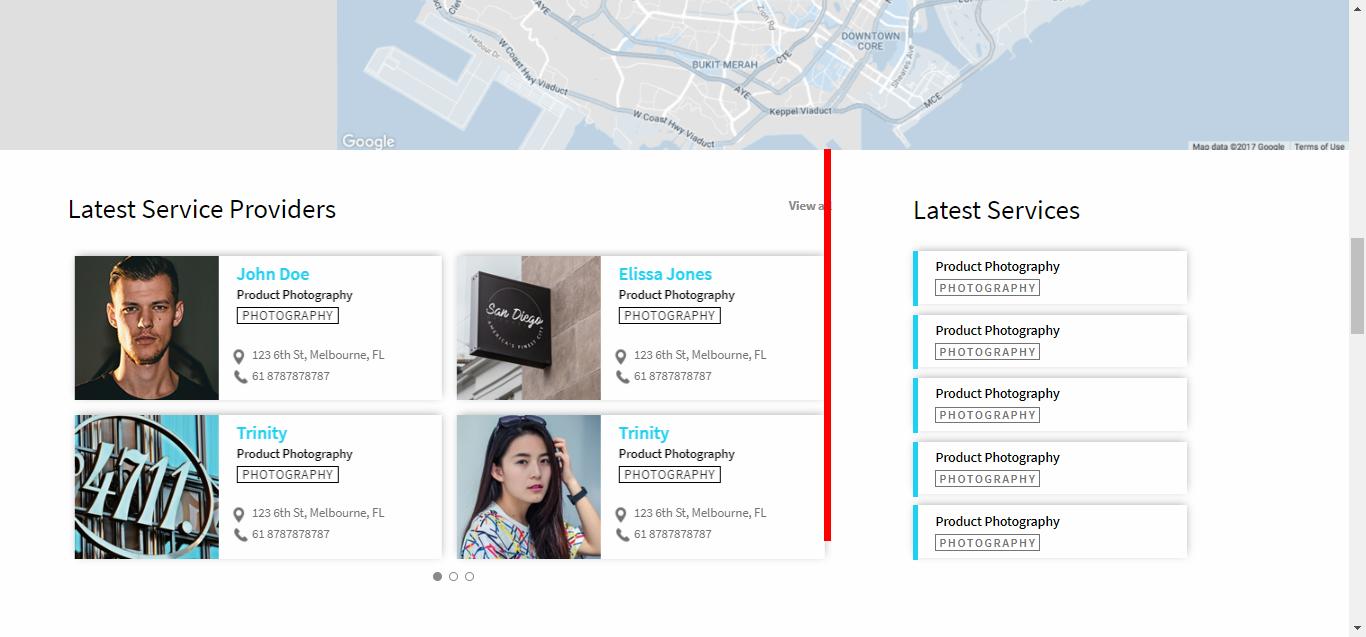 AYE
Zion Rd
DOWNTOWN
CORE
Harbour Dr
W Coast Hwy Viaduct
BUKIT MERAH
CTE
Sheares Ave
AYE
MCE
Keppel Viaduct
W Coast Hwy Viaduct
Google
Map data ©2017 Google
Terms of Use
Latest Service Providers
View a
Latest Services
John Doe
Product Photography
PHOTOGRAPHY
123 6th St, Melbourne, FL
61 8787878787
San Diego
AMERICA'S FINEST CITY
Elissa Jones
Product Photography
PHOTOGRAPHY
123 6th St, Melbourne, FL
61 8787878787
4711.
Trinity
Product Photography
PHOTOGRAPHY
123 6th St, Melbourne, FL
61 8787878787
Trinity
Product Photography
PHOTOGRAPHY
123 6th St, Melbourne, FL
61 8787878787
Product Photography
PHOTOGRAPHY
Product Photography
PHOTOGRAPHY
Product Photography
PHOTOGRAPHY
Product Photography
PHOTOGRAPHY
Product Photography
PHOTOGRAPHY